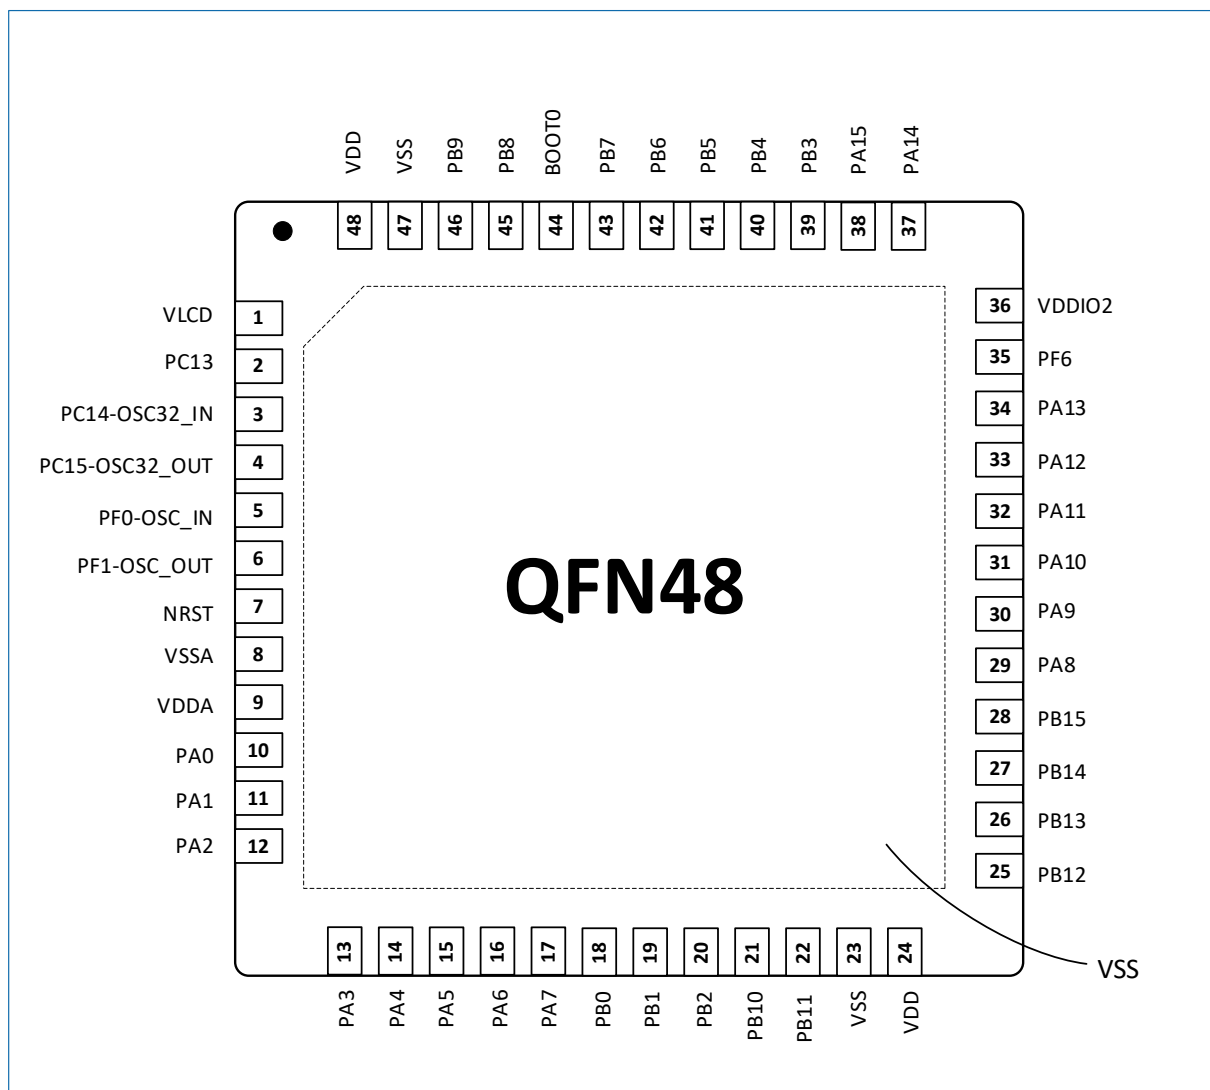 VDD
VSS
PB9
PB8
BOOT0
PB7
PB6
PB5
PB4
PB3
PA15
PA14
48
47
46
45
44
43
42
41
40
39
38
37
VLCD 1
PC13 2
PC14-OSC32_IN 3
PC15-OSC32_OUT 4
PF0-OSC_IN 5
PF1-OSC_OUT 6
NRST 7
VSSA 8
VDDA 9
PA0 10
PA1 11
PA2 12
QFN48
36 VDDIO2
35 PF6
34 PA13
33 PA12
32 PA11
31 PA10
30 PA9
29 PA8
28 PB15
27 PB14
26 PB13
25 PB12
13
14
15
16
17
18
19
20
21
22
23
24
VSS
PA3
PA4
PA5
PA6
PA7
PB0
PB1
PB2
PB10
PB11
VSS
VDD